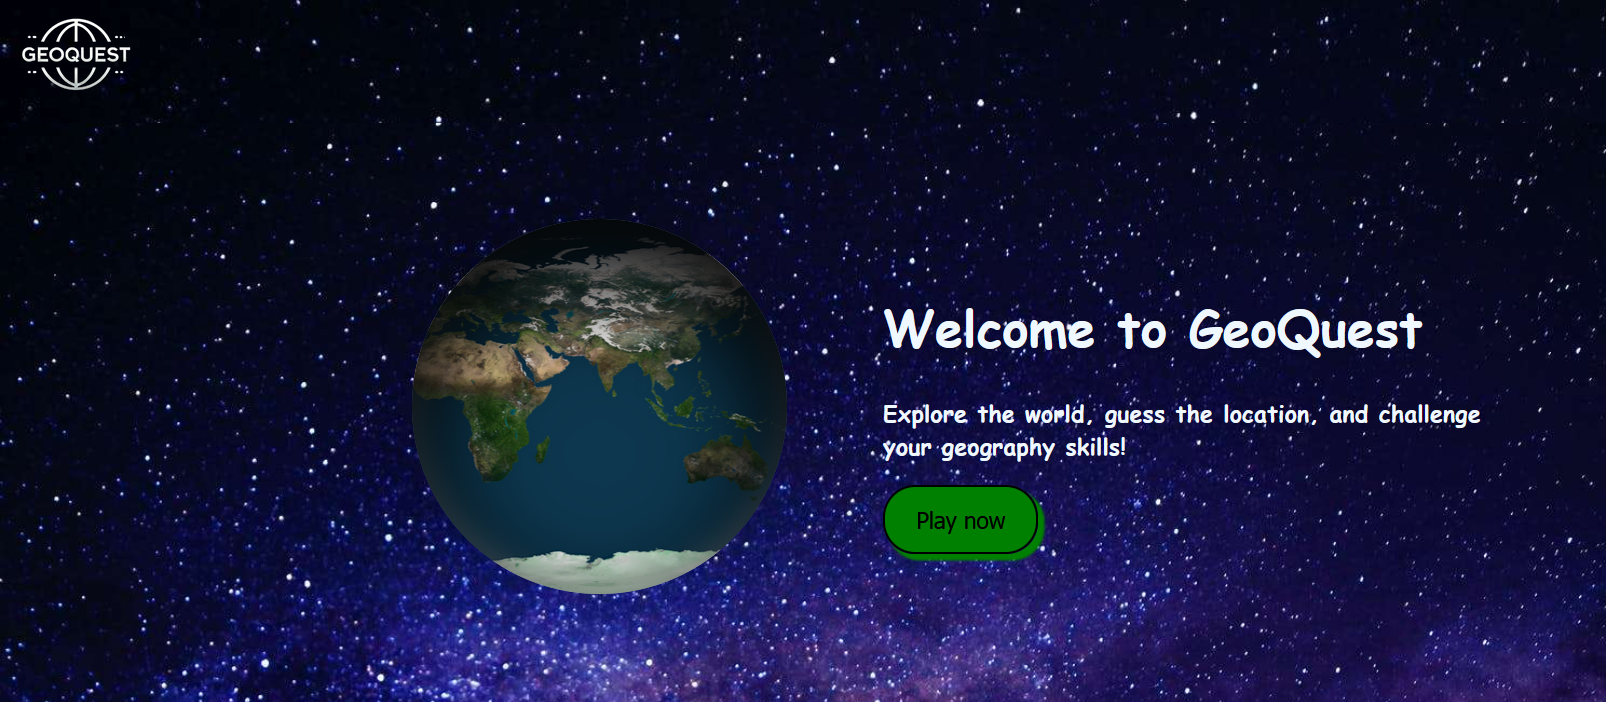 GEOQUEST
Welcome to GeoQuest
Explore the world, guess the location, and challenge
your geography skills!
Play now